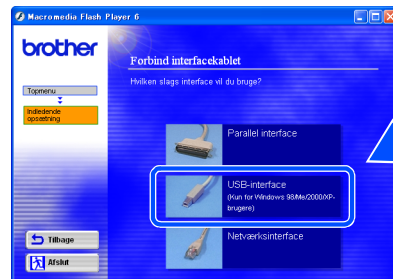 Macromedia Flash Player 6
brother
Forbind interfacekablet
Hvilken slags interface vil du bruge?
Topmenu
Indledende
opsætning
Parallel interface
USB-interface
(Kun for Windows 98/Me/2000/XP-
brugere)
Netværksinterface
Tilbage
Afslut